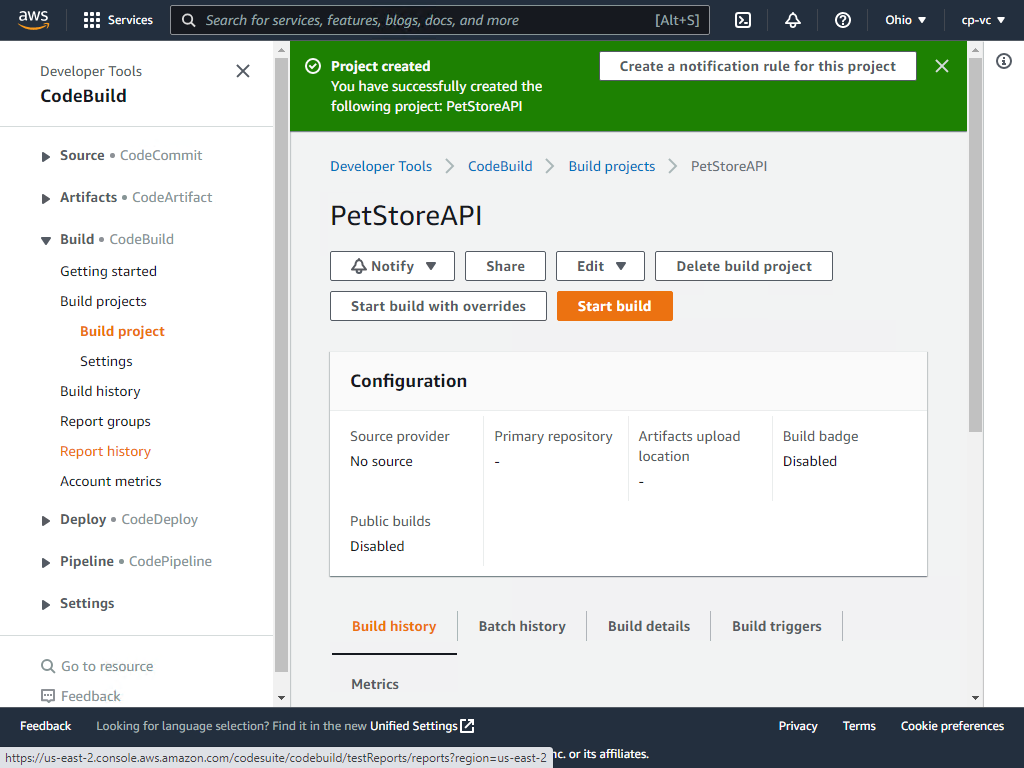 aws
Services
Search for services, features, blogs, docs, and more
[Alt+S]
Ohio
cp-vc
Developer Tools
CodeBuild
Source • CodeCommit
Artifacts • CodeArtifact
Build • CodeBuild
Getting started
Build projects
Build project
Settings
Build history
Report groups
Report history
Account metrics
Deploy • CodeDeploy
Pipeline • CodePipeline
Settings
Go to resource
Feedback
Project created
You have successfully created the
following project: PetStoreAPI
Create a notification rule for this project
Developer Tools
CodeBuild
Build projects
PetStoreAPI
PetStoreAPI
Notify
Share
Edit
Delete build project
Start build with overrides
Start build
Configuration
Source provider
No source
Primary repository
-
Artifacts upload
location
-
Build badge
Disabled
Public builds
Disabled
Build history
Batch history
Build details
Build triggers
Metrics
Feedback
Looking for language selection? Find it in the new Unified Settings
Privacy
Terms
Cookie preferences
https://us-east-2.console.aws.amazon.com/codesuite/codebuild/testReports/reports?region=us-east-2
nc. or its affiliates.